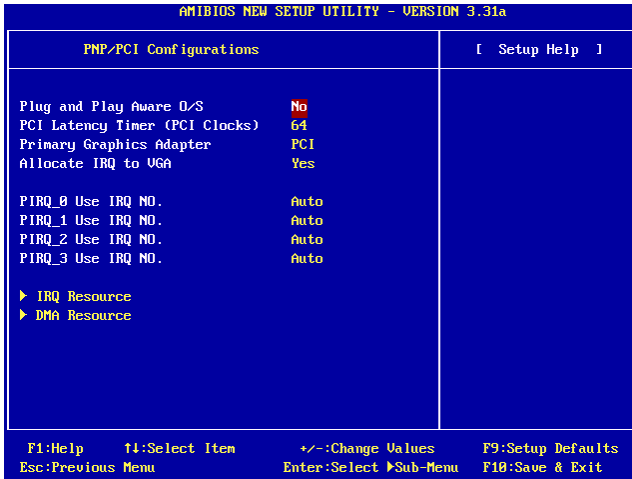 AMIBIOS NEW SETUP UTILITY - VERSION 3.31a
PNP/PCI Configurations
[ Setup Help ]
Plug and Play Aware O/S No
PCI Latency Timer (PCI Clocks) 64
Primary Graphics Adapter PCI
Allocate IRQ to VGA Yes
PIRQ_0 Use IRQ NO. Auto
PIRQ_1 Use IRQ NO. Auto
PIRQ_2 Use IRQ NO. Auto
PIRQ_3 Use IRQ NO. Auto
▶ IRQ Resource
▶ DMA Resource
F1:Help ↑↓:Select Item +/-:Change Values F9:Setup Defaults
Esc:Previous Menu Enter:Select ▶Sub-Menu F10:Save & Exit